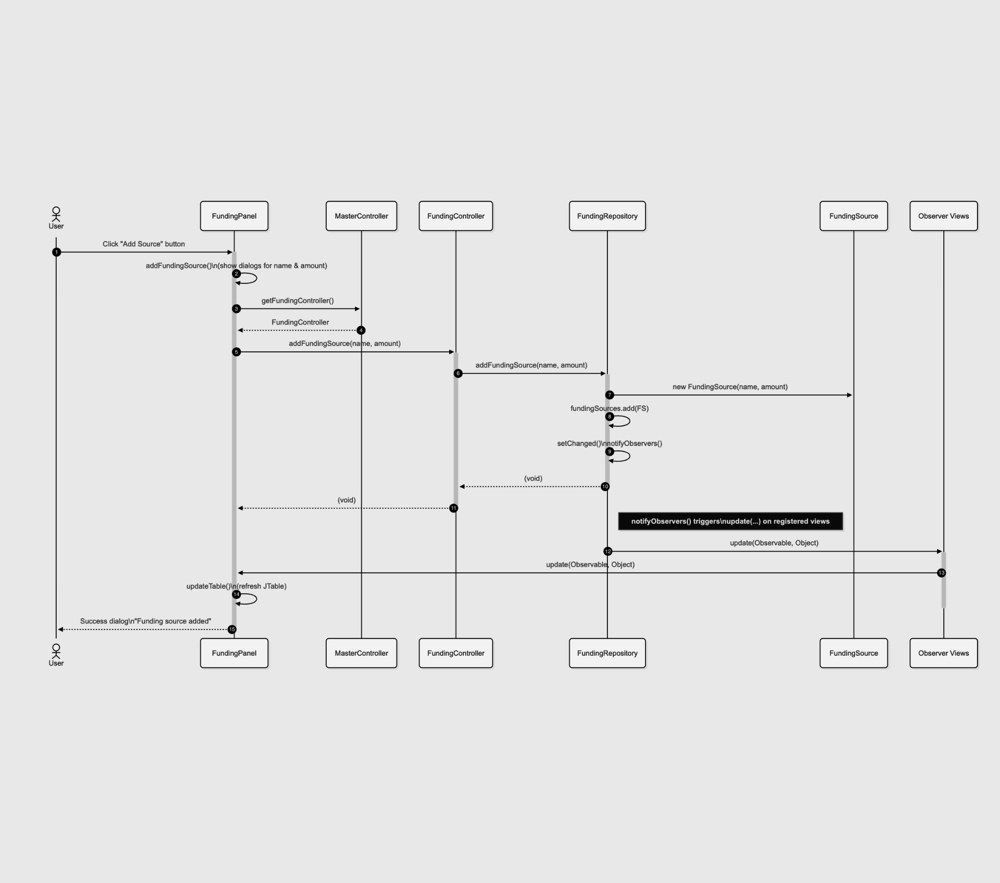 User
FundingPanel
MasterController
FundingController
FundingRepository
FundingSource
Observer Views
Click "Add Source" button
1
addFundingSource()\n(show dialogs for name & amount)
2
getFundingController()
3
FundingController
4
addFundingSource(name, amount)
5
addFundingSource(name, amount)
6
new FundingSource(name, amount)
7
fundingSources.add(FS)
8
setChanged()\nnotifyObservers()
9
(void)
10
(void)
11
notifyObservers() triggers\nupdate(...) on registered views
update(Observable, Object)
12
update(Observable, Object)
13
updateTable()\n(refresh JTable)
14
Success dialog\n"Funding source added"
15
User
FundingPanel
MasterController
FundingController
FundingRepository
FundingSource
Observer Views